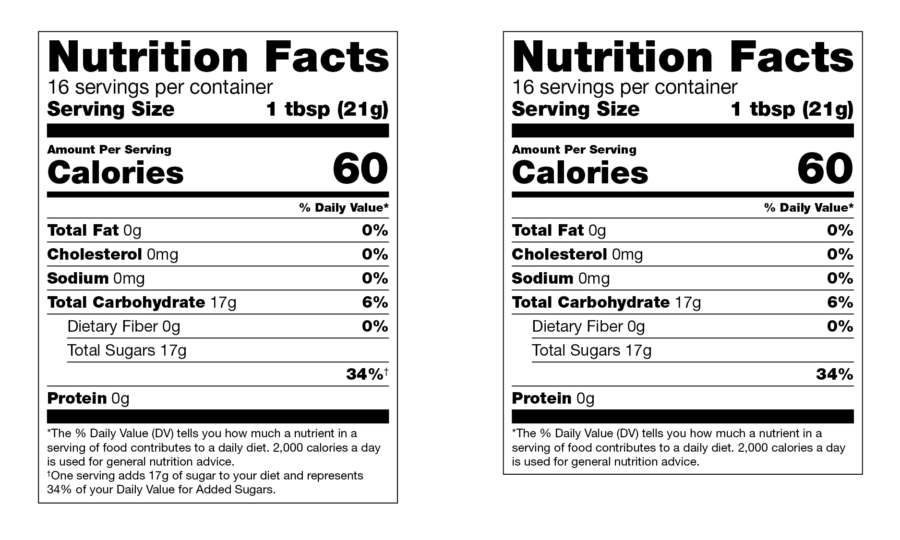 Nutrition Facts
16 servings per container
Serving Size 1 tbsp (21g)
Amount Per Serving
Calories 60
% Daily Value*
Total Fat 0g 0%
Cholesterol 0mg 0%
Sodium 0mg 0%
Total Carbohydrate 17g 6%
Dietary Fiber 0g 0%
Total Sugars 17g
34%†
Protein 0g
*The % Daily Value (DV) tells you how much a nutrient in a
serving of food contributes to a daily diet. 2,000 calories a day
is used for general nutrition advice.
†One serving adds 17g of sugar to your diet and represents
34% of your Daily Value for Added Sugars.
Nutrition Facts
16 servings per container
Serving Size 1 tbsp (21g)
Amount Per Serving
Calories 60
% Daily Value*
Total Fat 0g 0%
Cholesterol 0mg 0%
Sodium 0mg 0%
Total Carbohydrate 17g 6%
Dietary Fiber 0g 0%
Total Sugars 17g
34%
Protein 0g
*The % Daily Value (DV) tells you how much a nutrient in a
serving of food contributes to a daily diet. 2,000 calories a day
is used for general nutrition advice.